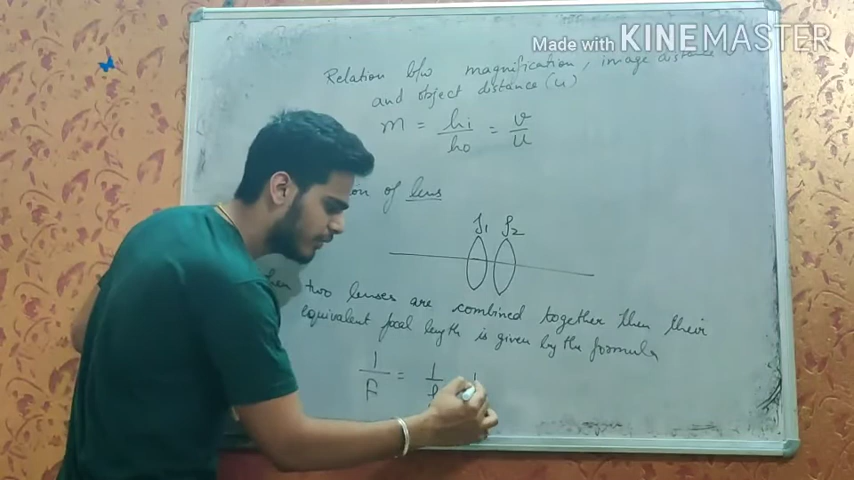 Made with KINEMASTER
Relation b/w magnification, image distance
and object distance (u)
m = hi/ho = v/u
of lens
f1 f2
two lenses are combined together then their
equivalent focal length is given by the formula
1/F = 1/f 1